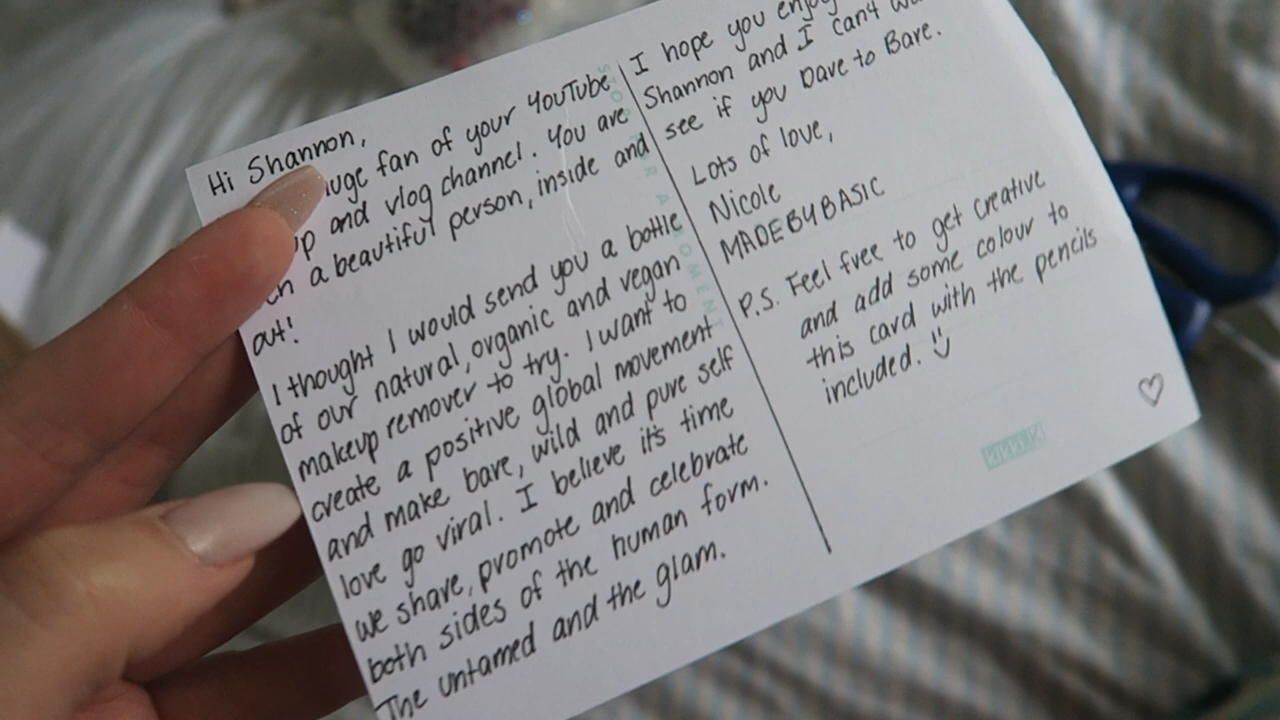 Hi Shannon,
huge fan of your YouTube
and vlog channel. You are
a beautiful person, inside and
out!
I thought I would send you a bottle
of our natural, organic and vegan
makeup remover to try. I want to
create a positive global movement
and make bare, wild and pure self
love go viral. I believe it's time
we share, promote and celebrate
both sides of the human form.
The untamed and the glam.
I hope you enjoy
Shannon and I can't
see if you Dave to Bare.
Lots of love,
Nicole
MADEBYBASIC
P.S. Feel free to get creative
and add some colour to
this card with the pencils
included.
kikki.K